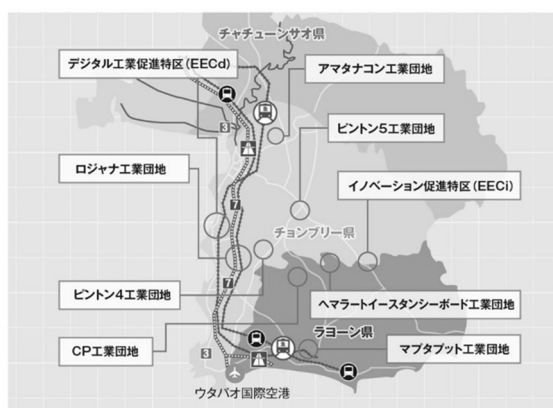 チャチューンサオ県
デジタル工業促進特区(EECd)
アマタナコン工業団地
3
ピントン5工業団地
ロジャナ工業団地
イノベーション促進特区(EECi)
7
チョンブリー県
7
ピントン4工業団地
ヘマラートイースタンシーボード工業団地
ラヨーン県
CP工業団地
3
マプタプット工業団地
ウタパオ国際空港